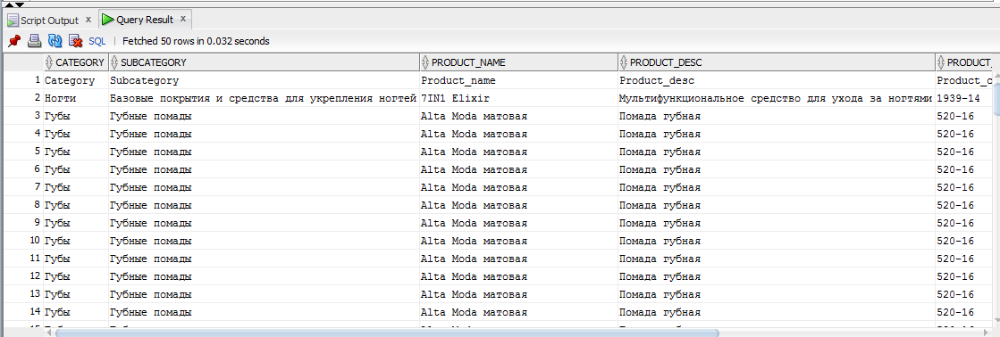 Script Output x Query Result x
SQL | Fetched 50 rows in 0.032 seconds
CATEGORY SUBCATEGORY PRODUCT_NAME PRODUCT_DESC PRODUCT_
1 Category Subcategory Product_name Product_desc Product_c
2 Ногти Базовые покрытия и средства для укрепления ногтей 7IN1 Elixir Мультифункциональное средство для ухода за ногтями 1939-14
3 Губы Губные помады Alta Moda матовая Помада губная 520-16
4 Губы Губные помады Alta Moda матовая Помада губная 520-16
5 Губы Губные помады Alta Moda матовая Помада губная 520-16
6 Губы Губные помады Alta Moda матовая Помада губная 520-16
7 Губы Губные помады Alta Moda матовая Помада губная 520-16
8 Губы Губные помады Alta Moda матовая Помада губная 520-16
9 Губы Губные помады Alta Moda матовая Помада губная 520-16
10 Губы Губные помады Alta Moda матовая Помада губная 520-16
11 Губы Губные помады Alta Moda матовая Помада губная 520-16
12 Губы Губные помады Alta Moda матовая Помада губная 520-16
13 Губы Губные помады Alta Moda матовая Помада губная 520-16
14 Губы Губные помады Alta Moda матовая Помада губная 520-16